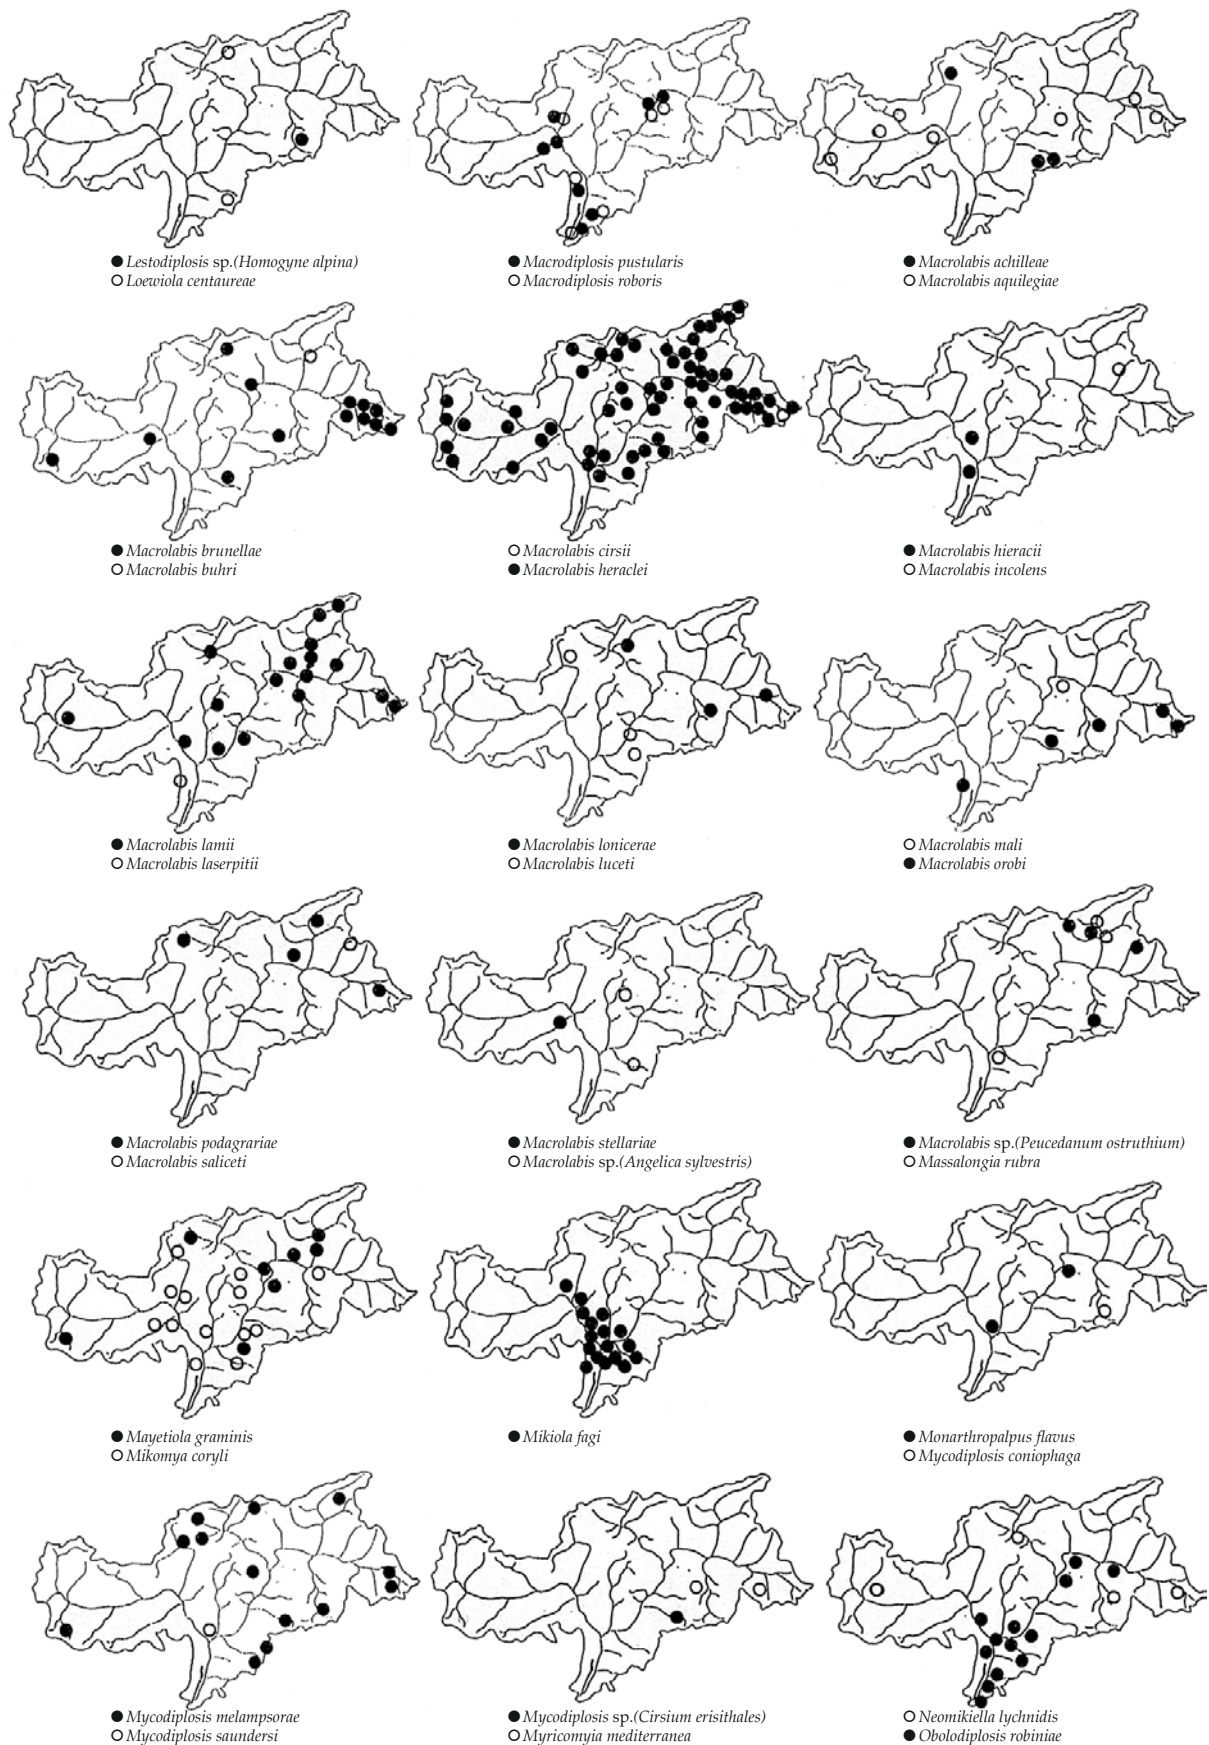 ● Lestodiplosis sp.(Homogyne alpina)
○ Loewiola centaureae
● Macrodiplosis pustularis
○ Macrodiplosis roboris
● Macrolabis achilleae
○ Macrolabis aquilegiae
● Macrolabis brunellae
○ Macrolabis buhri
○ Macrolabis cirsii
● Macrolabis heraclei
● Macrolabis hieracii
○ Macrolabis incolens
● Macrolabis lamii
○ Macrolabis laserpitii
● Macrolabis lonicerae
○ Macrolabis luceti
○ Macrolabis mali
● Macrolabis orobi
● Macrolabis podagrariae
○ Macrolabis saliceti
● Macrolabis stellariae
○ Macrolabis sp.(Angelica sylvestris)
● Macrolabis sp.(Peucedanum ostruthium)
○ Massalongia rubra
● Mayetiola graminis
○ Mikomya coryli
● Mikiola fagi
● Monarthropalpus flavus
○ Mycodiplosis coniophaga
● Mycodiplosis melampsorae
○ Mycodiplosis saundersi
● Mycodiplosis sp.(Cirsium erisithales)
○ Myricomyia mediterranea
○ Neomikiella lychnidis
● Obolodiplosis robiniae